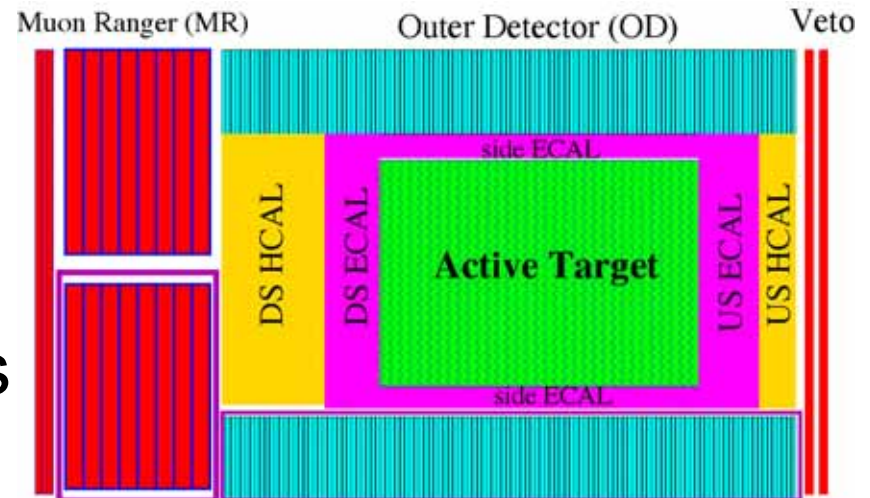 Muon Ranger (MR) Outer Detector (OD) Veto
side ECAL
DS HCAL
DS ECAL
Active Target
US ECAL
US HCAL
side ECAL
s